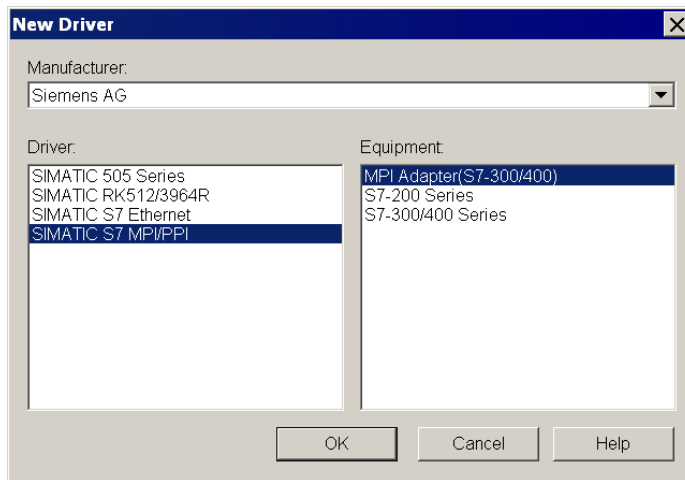 New Driver
Manufacturer:
Siemens AG
Driver:
SIMATIC 505 Series
SIMATIC RK512/3964R
SIMATIC S7 Ethernet
SIMATIC S7 MPI/PPI
Equipment:
MPI Adapter(S7-300/400)
S7-200 Series
S7-300/400 Series
OK
Cancel
Help